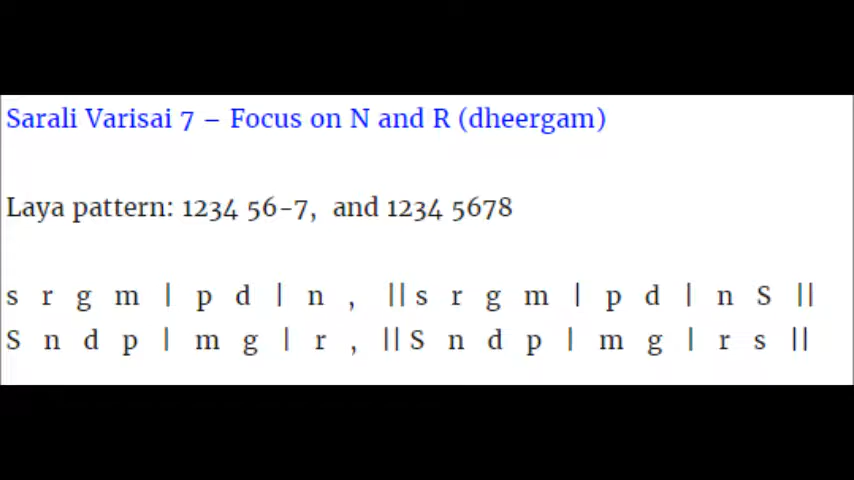 Sarali Varisai 7 – Focus on N and R (dheergam)
Laya pattern: 1234 56-7, and 1234 5678
s r g m | p d | n , || s r g m | p d | n S ||
S n d p | m g | r , || S n d p | m g | r s ||